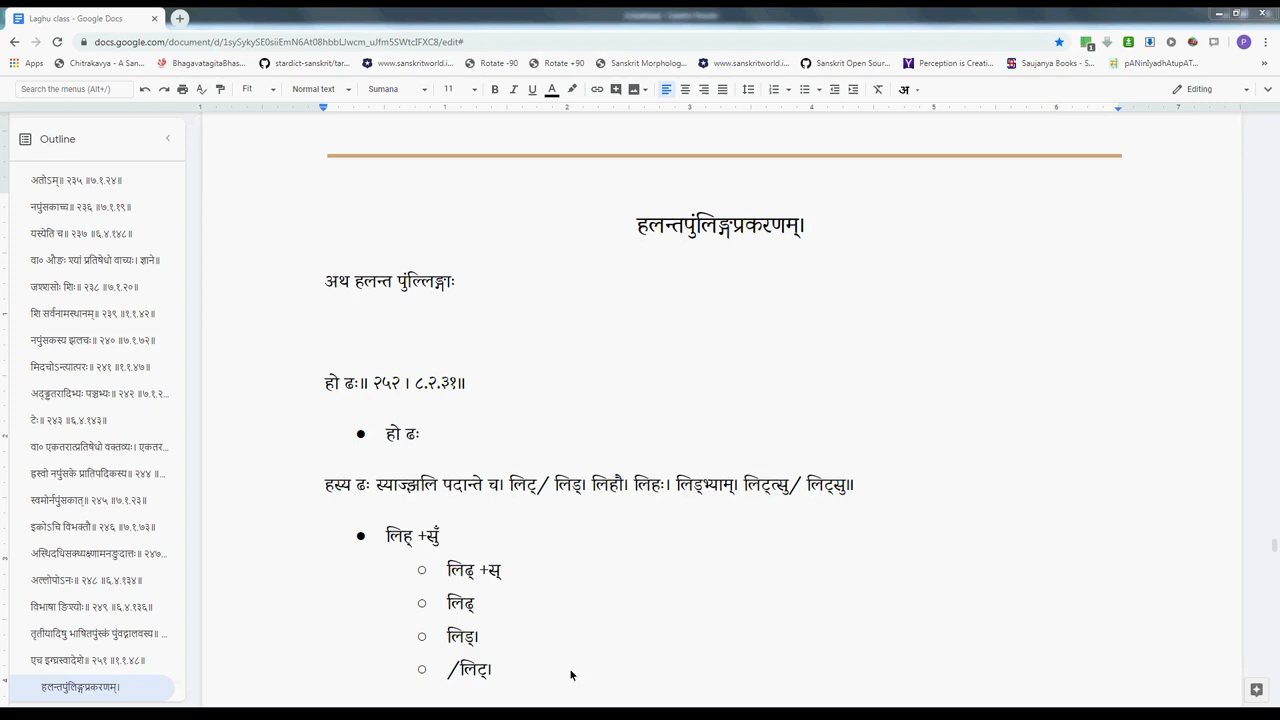 Laghu class - Google Docs
docs.google.com/document/d/1sySykySE0siiEmN6At08hbbLJwcm_uJfm5SWtcIFXC8/edit#
Apps Chitrakavya - A San... BhagavatagitaBhas... stardict-sanskrit/tar... www.sanskritworld.i... Rotate -90 Rotate +90 Sanskrit Morpholog... www.sanskritworld.i... Sanskrit Open Sour... Perception is Creati... Saujanya Books - S... pANinIyadhAtupAT... »
Search the menus (Alt+/) Fit Normal text Sumana 11 B I U A अ Editing
1 1 2 3 4 5 6 7
Outline
अतोऽम्॥ २३५ ॥७.१.२४॥
नपुंसकाच्च॥ २३६ ॥७.१.१९॥
यस्येति च॥ २३७ ॥६.४.१४८॥
वा० औङः श्यां प्रतिषेधो वाच्यः। ज्ञाने॥
जश्शसोः शिः॥ २३८ ॥७.१.२०॥
शि सर्वनामस्थानम्॥ २३९ ॥१.१.४२॥
नपुंसकस्य झलचः॥ २४० ॥७.१.७२॥
मिदचोऽन्त्यात्परः॥ २४१ ॥१.१.४७॥
अद्ड्डतरादिभ्यः पञ्चभ्यः॥ २४२ ॥७.१.२...
टेः॥ २४३ ॥६.४.१४३॥
वा० एकतरात्प्रतिषेधो वक्तव्यः। एकतर...
ह्रस्वो नपुंसके प्रातिपदिकस्य॥ २४४ ॥...
स्वमोर्नपुंसकात्॥ २४५ ॥७.१.२३॥
इकोऽचि विभक्तौ॥ २४६ ॥७.१.७३॥
अस्थिदधिसक्थ्यक्ष्णामनङुदात्तः॥ २४७...
अल्लोपोऽनः॥ २४८ ॥६.४.१३४॥
विभाषा ङिश्योः॥ २४९ ॥६.४.१३६॥
तृतीयादिषु भाषितपुंस्कं पुंवद्गालवस्य॥ ...
एच इग्घ्रस्वादेशे॥ २५१ ॥१.१.४८॥
हलन्तपुंलिङ्गप्रकरणम्।
हलन्तपुंलिङ्गप्रकरणम्।
अथ हलन्त पुंल्लिङ्गाः
हो ढः॥ २५२ । ८.२.३१॥
● हो ढः
हस्य ढः स्याज्झलि पदान्ते च। लिट्/ लिड्। लिहौ। लिहः। लिड्भ्याम्। लिट्त्सु/ लिट्सु॥
● लिह् +सुँ
○ लिढ् +स्
○ लिढ्
○ लिड्।
○ /लिट्।